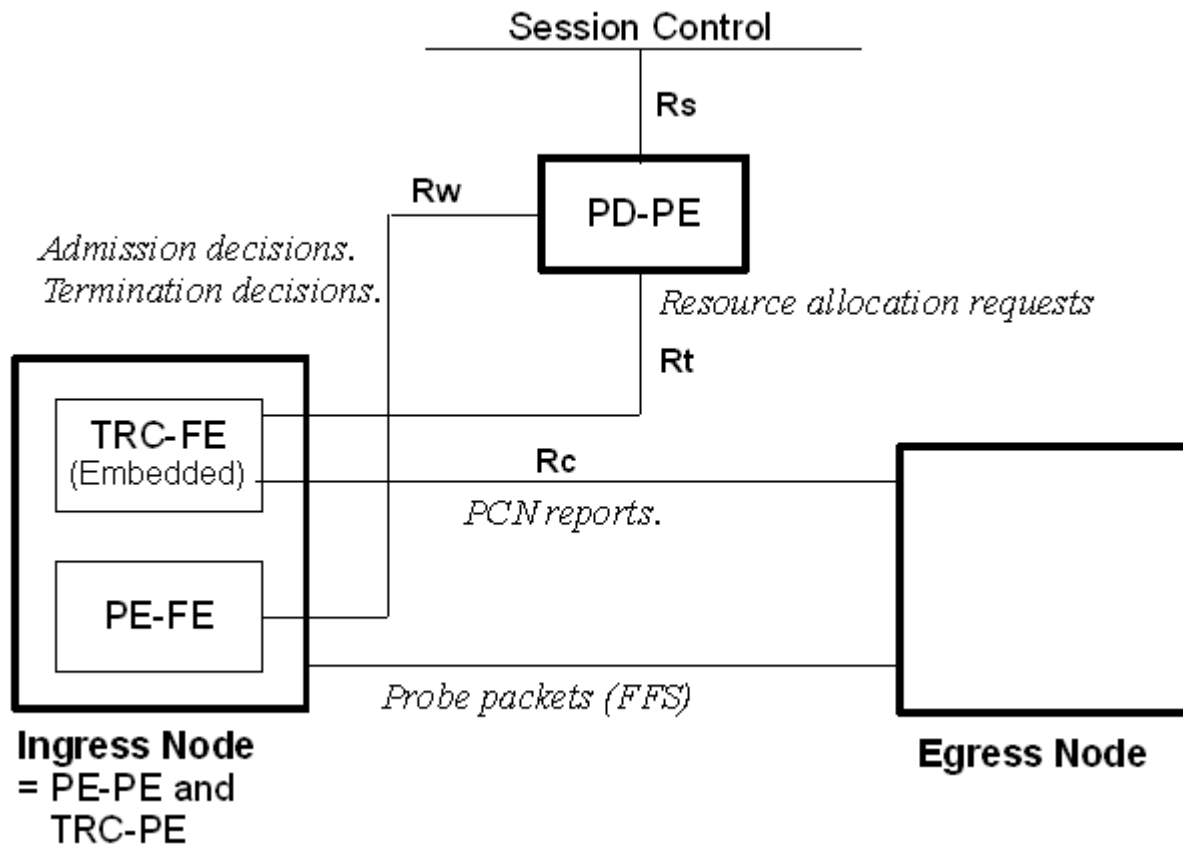 Session Control
Rs
Rw
PD-PE
Admission decisions.
Termination decisions.
Resource allocation requests
Rt
TRC-FE
(Embedded)
Rc
PCN reports.
PE-FE
Probe packets (FFS)
Ingress Node
= PE-PE and
TRC-PE
Egress Node